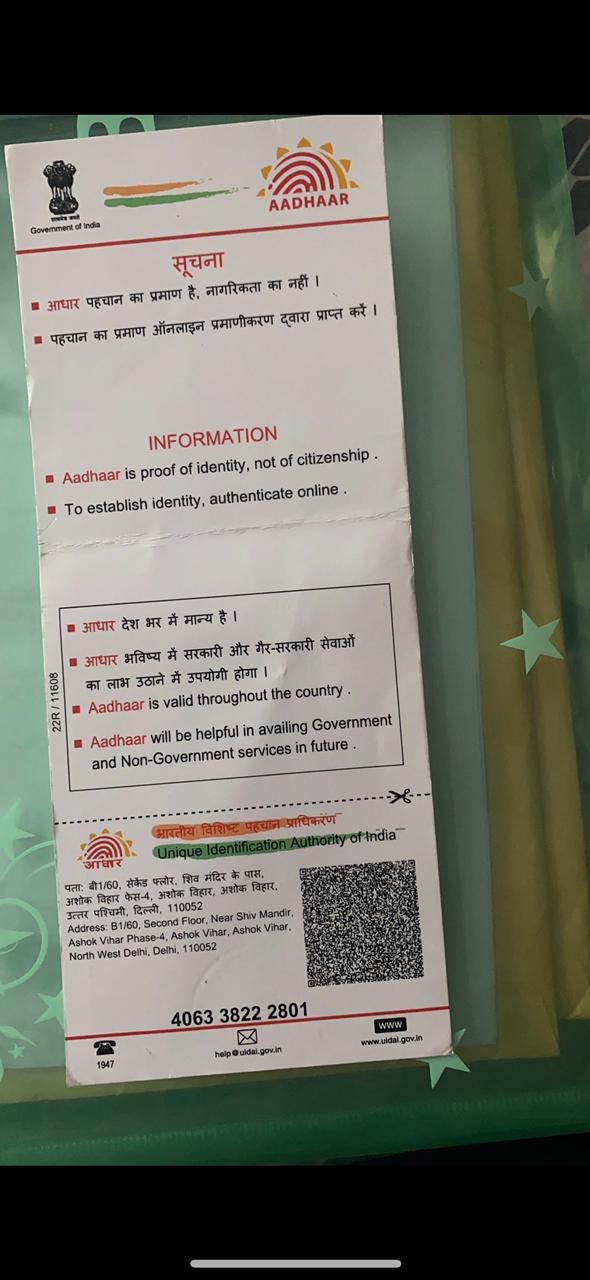 सत्यमेव जयते
Government of India
AADHAAR
सूचना
आधार पहचान का प्रमाण है, नागरिकता का नहीं ।
पहचान का प्रमाण ऑनलाइन प्रमाणीकरण द्वारा प्राप्त करें ।
INFORMATION
Aadhaar is proof of identity, not of citizenship .
To establish identity, authenticate online .
आधार देश भर में मान्य है ।
आधार भविष्य में सरकारी और गैर-सरकारी सेवाओं
का लाभ उठाने में उपयोगी होगा ।
Aadhaar is valid throughout the country .
Aadhaar will be helpful in availing Government
and Non-Government services in future .
22R / 11608
भारतीय विशिष्ट पहचान प्राधिकरण
Unique Identification Authority of India
आधार
पता: बी1/60, सेकेंड फ्लोर, शिव मंदिर के पास,
अशोक विहार फेस-4, अशोक विहार, अशोक विहार,
उत्तर पश्चिमी, दिल्ली, 110052
Address: B1/60, Second Floor, Near Shiv Mandir,
Ashok Vihar Phase-4, Ashok Vihar, Ashok Vihar,
North West Delhi, Delhi, 110052
4063 3822 2801
1947
help@uidai.gov.in
WWW
www.uidai.gov.in